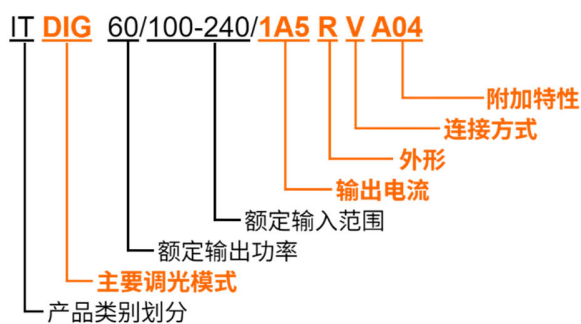 IT DIG 60/100-240/1A5 R V A04
附加特性
连接方式
外形
输出电流
额定输入范围
额定输出功率
主要调光模式
产品类别划分